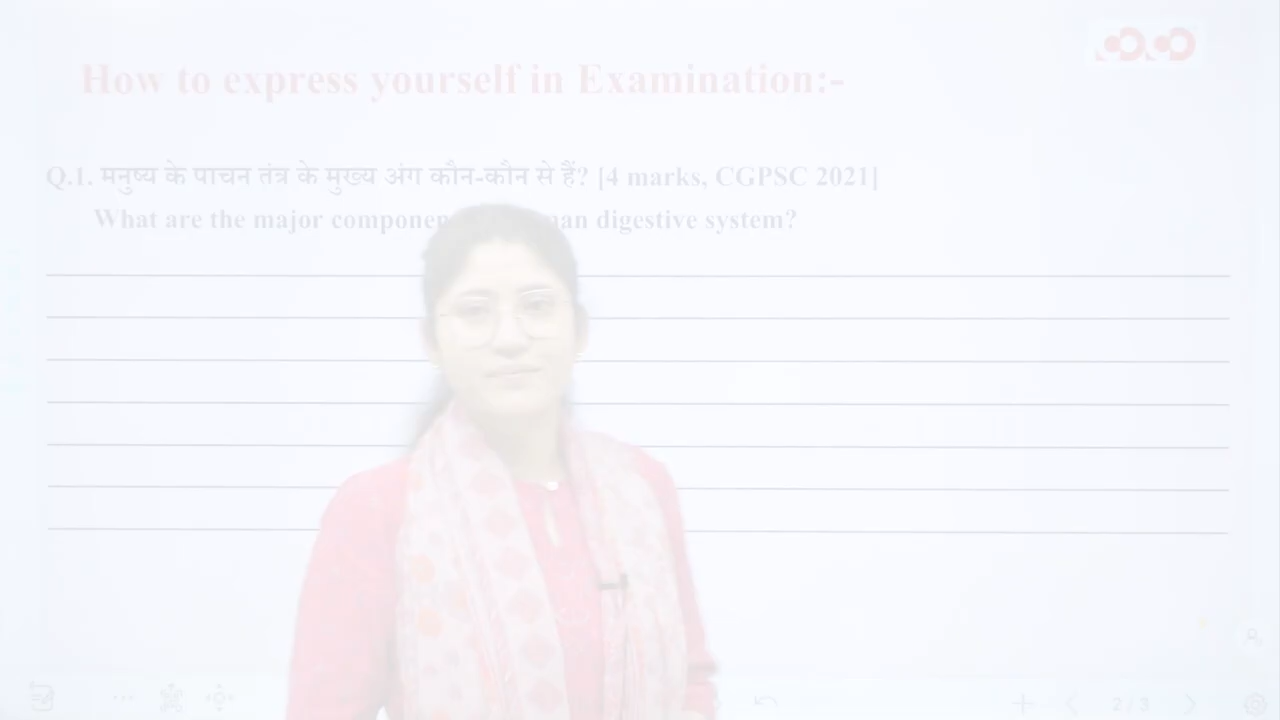 How to express yourself in Examination:-
Q.1. मनुष्य के पाचन तंत्र के मुख्य अंग कौन-कौन से हैं? [4 marks, CGPSC 2021]
What are the major componen an digestive system?
2/3